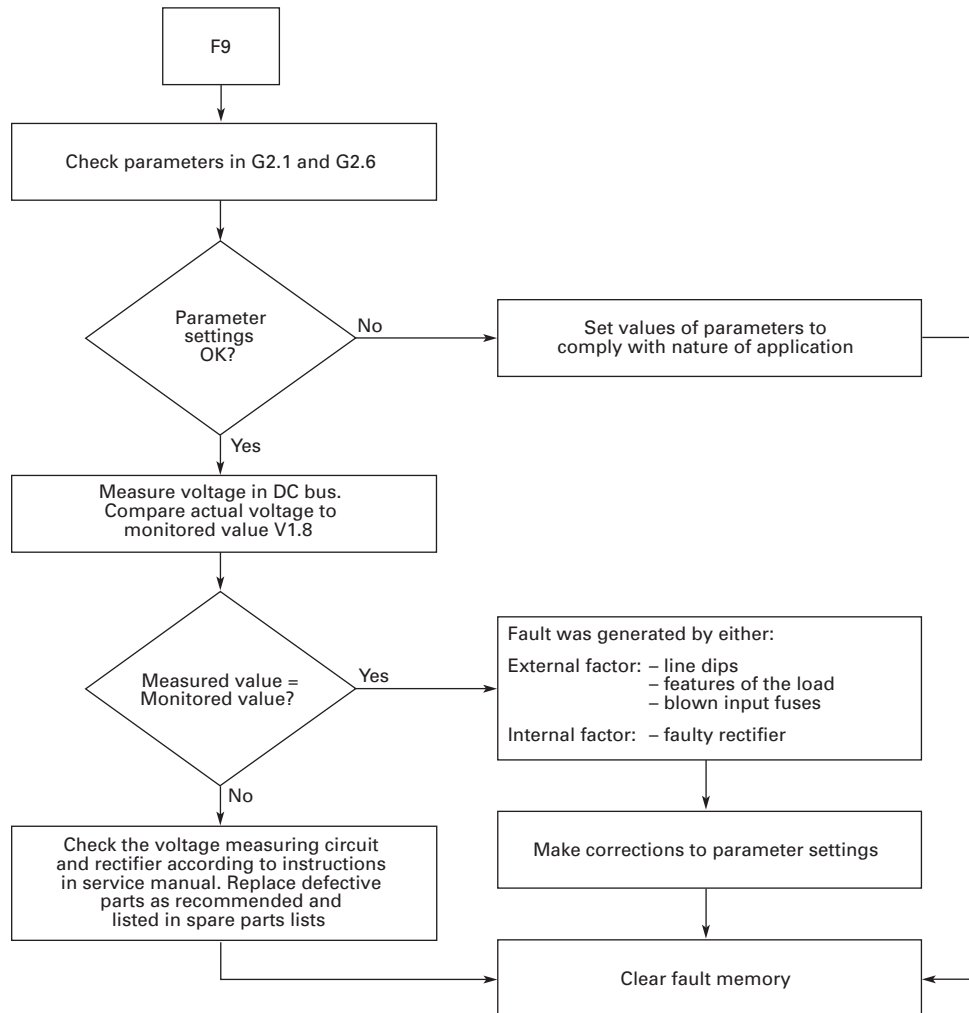 F9
Check parameters in G2.1 and G2.6
Parameter
settings
OK?
No
Set values of parameters to
comply with nature of application
Yes
Measure voltage in DC bus.
Compare actual voltage to
monitored value V1.8
Measured value =
Monitored value?
Yes
Fault was generated by either:
External factor: – line dips
– features of the load
– blown input fuses
Internal factor: – faulty rectifier
No
Check the voltage measuring circuit
and rectifier according to instructions
in service manual. Replace defective
parts as recommended and
listed in spare parts lists
Make corrections to parameter settings
Clear fault memory